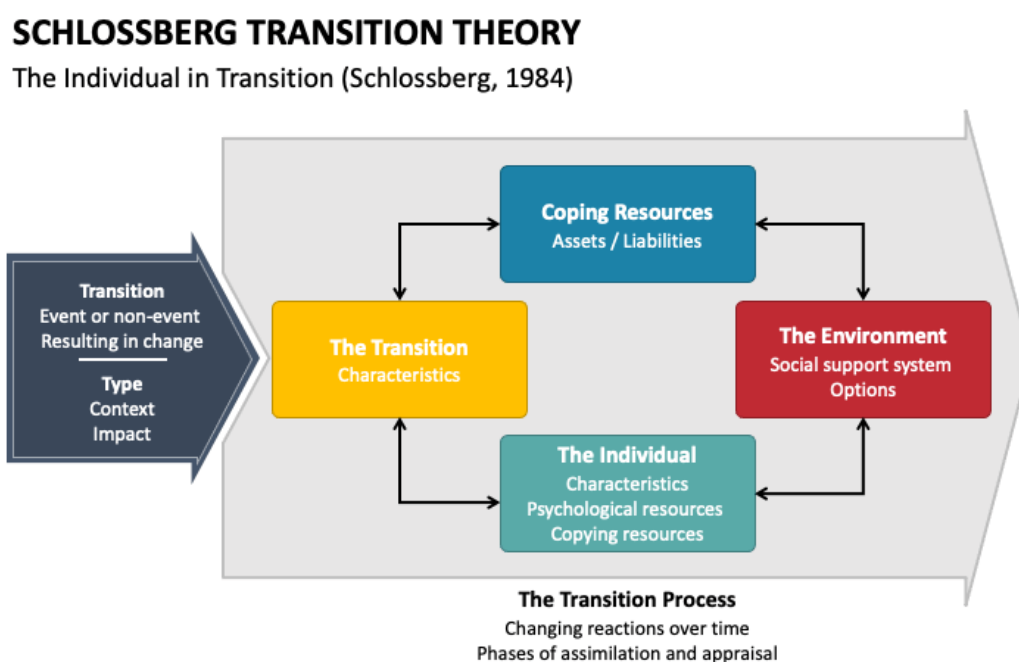 SCHLOSSBERG TRANSITION THEORY
The Individual in Transition (Schlossberg, 1984)
Transition
Event or non-event
Resulting in change
Type
Context
Impact
The Transition
Characteristics
Coping Resources
Assets / Liabilities
The Environment
Social support system
Options
The Individual
Characteristics
Psychological resources
Copying resources
The Transition Process
Changing reactions over time
Phases of assimilation and appraisal